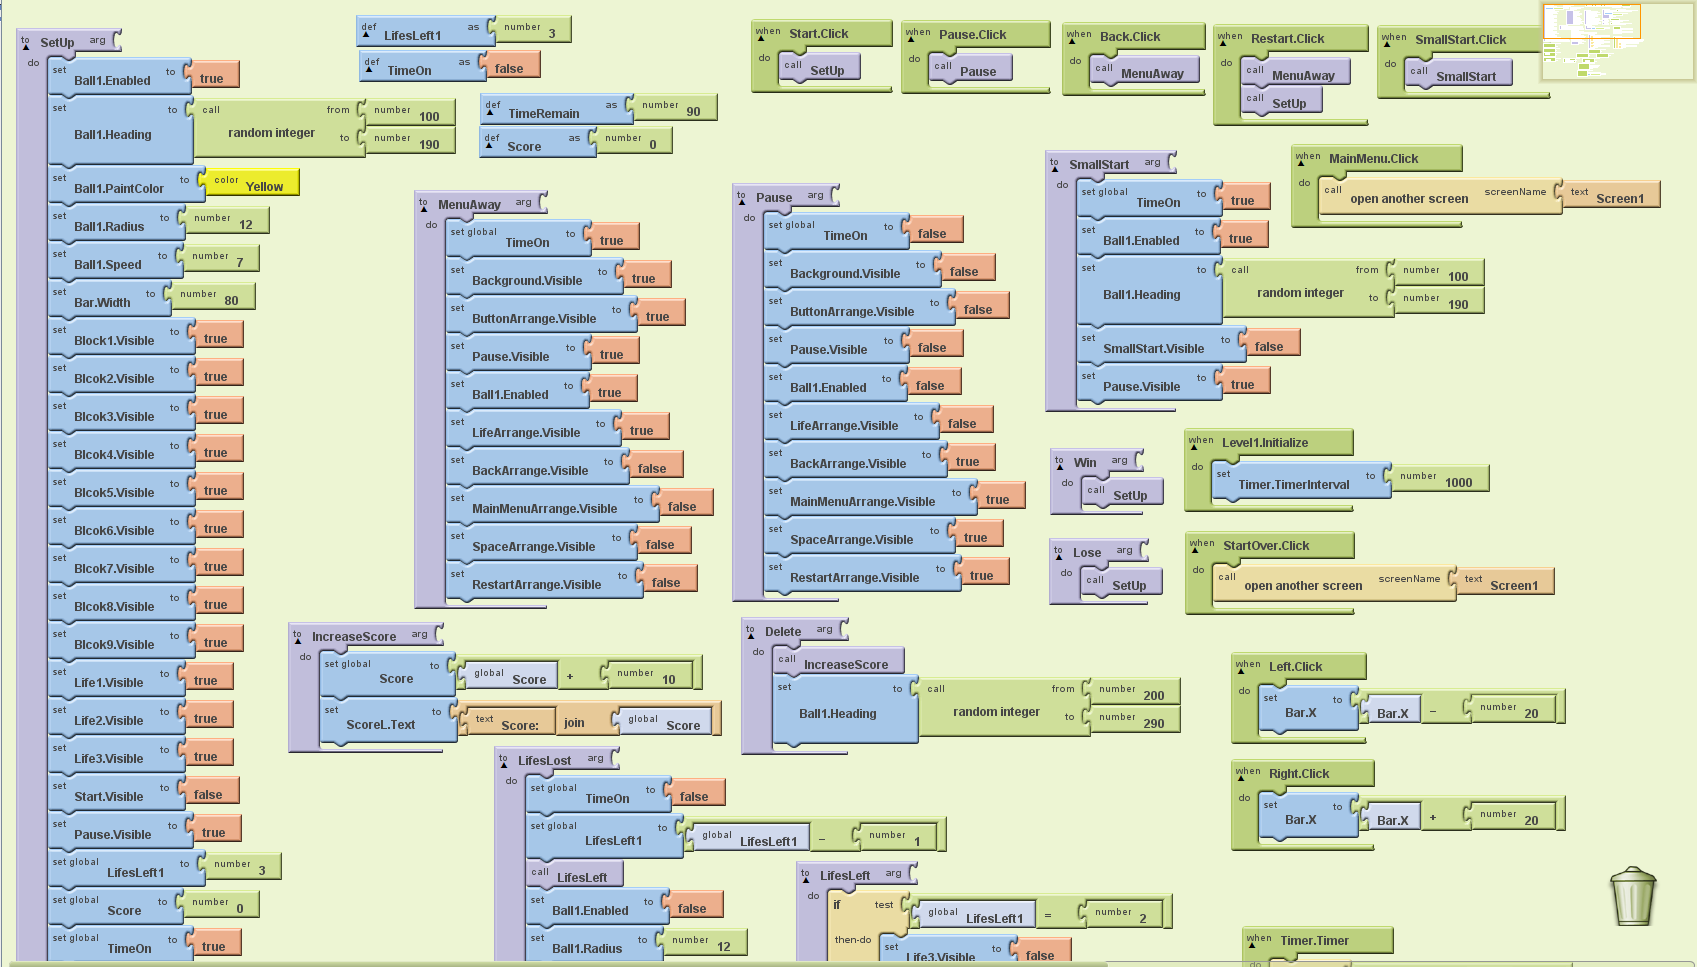 to SetUp arg
do
set Ball1.Enabled to true
set Ball1.Heading to call random integer from number 100
to number 190
set Ball1.PaintColor to color Yellow
set Ball1.Radius to number 12
set Ball1.Speed to number 7
set Bar.Width to number 80
set Block1.Visible to true
set Blcok2.Visible to true
set Blcok3.Visible to true
set Blcok4.Visible to true
set Blcok5.Visible to true
set Blcok6.Visible to true
set Blcok7.Visible to true
set Blcok8.Visible to true
set Blcok9.Visible to true
set Life1.Visible to true
set Life2.Visible to true
set Life3.Visible to true
set Start.Visible to false
set Pause.Visible to true
set global LifesLeft1 to number 3
set global Score to number 0
set global TimeOn to true
def LifesLeft1 as number 3
def TimeOn as false
def TimeRemain as number 90
def Score as number 0
when Start.Click
do call SetUp
when Pause.Click
do call Pause
when Back.Click
do call MenuAway
when Restart.Click
do call MenuAway
call SetUp
when SmallStart.Click
do call SmallStart
to MenuAway arg
do
set global TimeOn to true
set Background.Visible to true
set ButtonArrange.Visible to true
set Pause.Visible to true
set Ball1.Enabled to true
set LifeArrange.Visible to true
set BackArrange.Visible to false
set MainMenuArrange.Visible to false
set SpaceArrange.Visible to false
set RestartArrange.Visible to false
to Pause arg
do
set global TimeOn to false
set Background.Visible to false
set ButtonArrange.Visible to false
set Pause.Visible to false
set Ball1.Enabled to false
set LifeArrange.Visible to false
set BackArrange.Visible to true
set MainMenuArrange.Visible to true
set SpaceArrange.Visible to true
set RestartArrange.Visible to true
to SmallStart arg
do
set global TimeOn to true
set Ball1.Enabled to true
set Ball1.Heading to call random integer from number 100
to number 190
set SmallStart.Visible to false
set Pause.Visible to true
when MainMenu.Click
do call open another screen screenName text Screen1
to Win arg
do call SetUp
when Level1.Initialize
do set Timer.TimerInterval to number 1000
to Lose arg
do call SetUp
when StartOver.Click
do call open another screen screenName text Screen1
to IncreaseScore arg
do
set global Score to global Score + number 10
set ScoreL.Text to text Score: join global Score
to Delete arg
do call IncreaseScore
set Ball1.Heading to call random integer from number 200
to number 290
when Left.Click
do set Bar.X to Bar.X - number 20
when Right.Click
do set Bar.X to Bar.X + number 20
to LifesLost arg
do
set global TimeOn to false
set global LifesLeft1 to global LifesLeft1 - number 1
call LifesLeft
set Ball1.Enabled to false
set Ball1.Radius to number 12
to LifesLeft arg
do if test global LifesLeft1 = number 2
then-do set Life3.Visible to false
when Timer.Timer
do